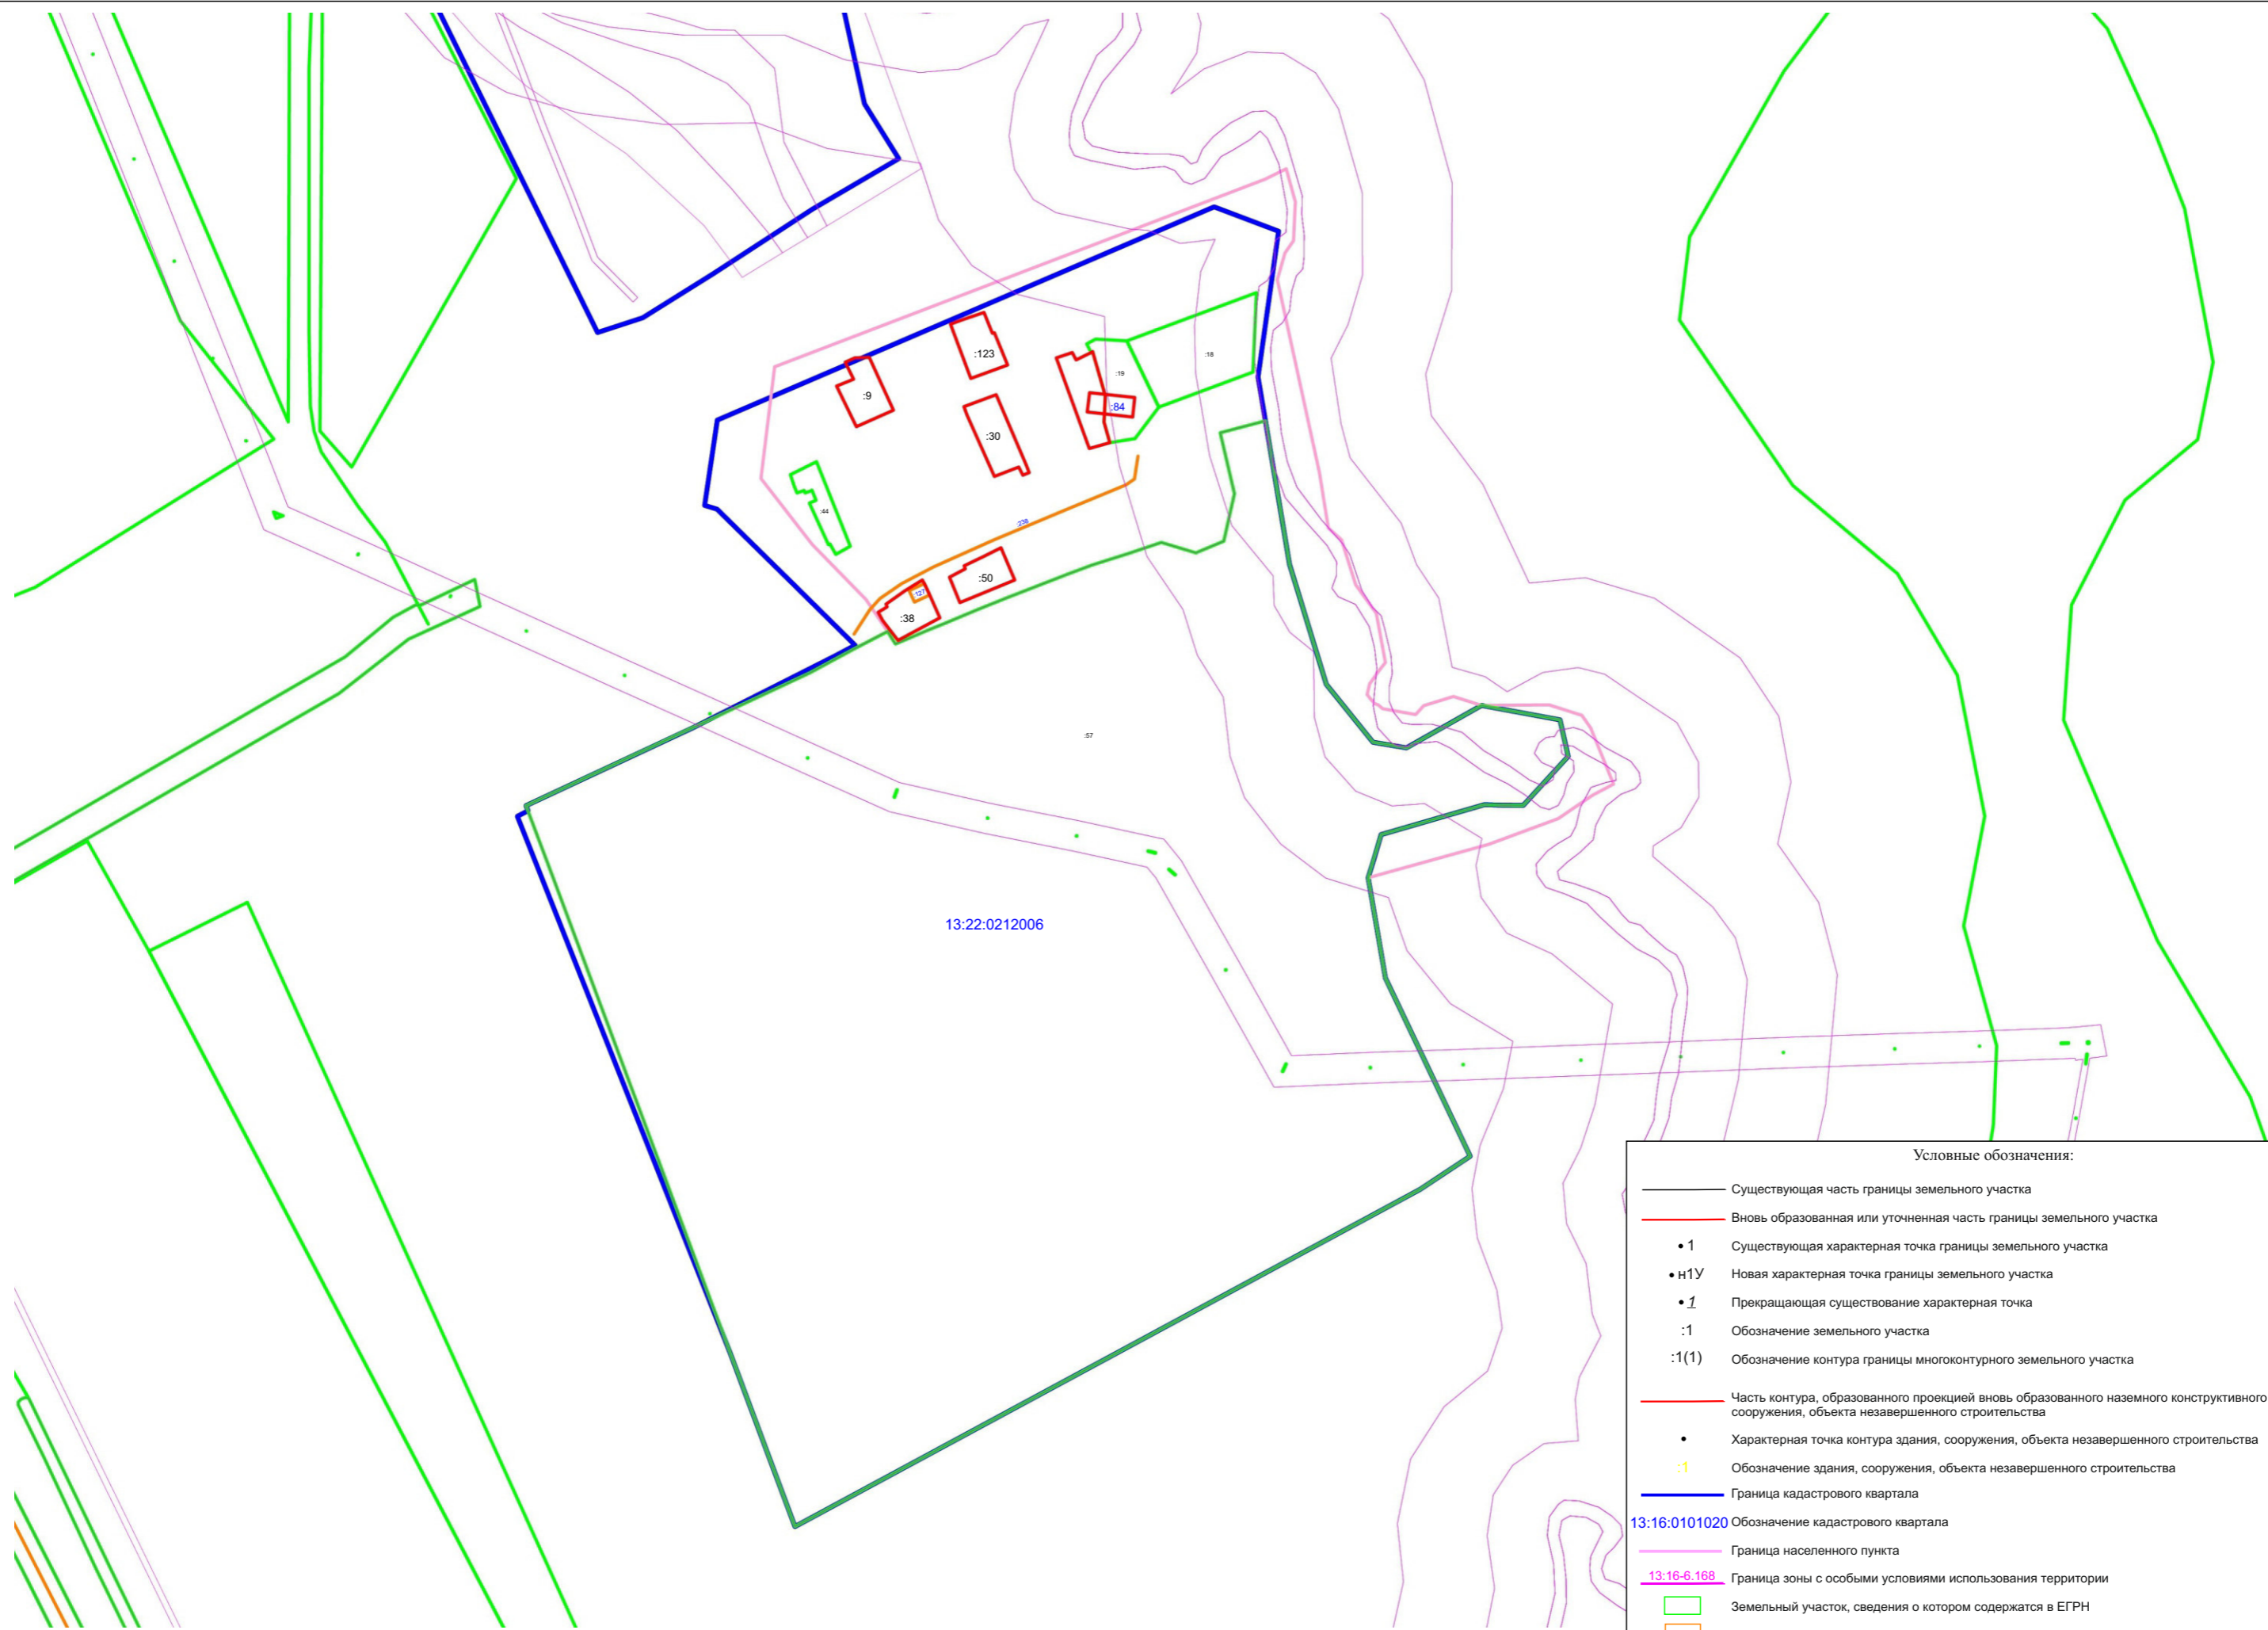 :123
:18
:19
:9
:84
:30
:44
:238
:50
:127
:38
:57
13:22:0212006
Условные обозначения:
Существующая часть границы земельного участка
Вновь образованная или уточненная часть границы земельного участка
1 Существующая характерная точка границы земельного участка
н1У Новая характерная точка границы земельного участка
1 Прекращающая существование характерная точка
:1 Обозначение земельного участка
:1(1) Обозначение контура границы многоконтурного земельного участка
Часть контура, образованного проекцией вновь образованного наземного конструктивного
сооружения, объекта незавершенного строительства
Характерная точка контура здания, сооружения, объекта незавершенного строительства
:1 Обозначение здания, сооружения, объекта незавершенного строительства
Граница кадастрового квартала
13:16:0101020 Обозначение кадастрового квартала
Граница населенного пункта
13:16-6.168 Граница зоны с особыми условиями использования территории
Земельный участок, сведения о котором содержатся в ЕГРН